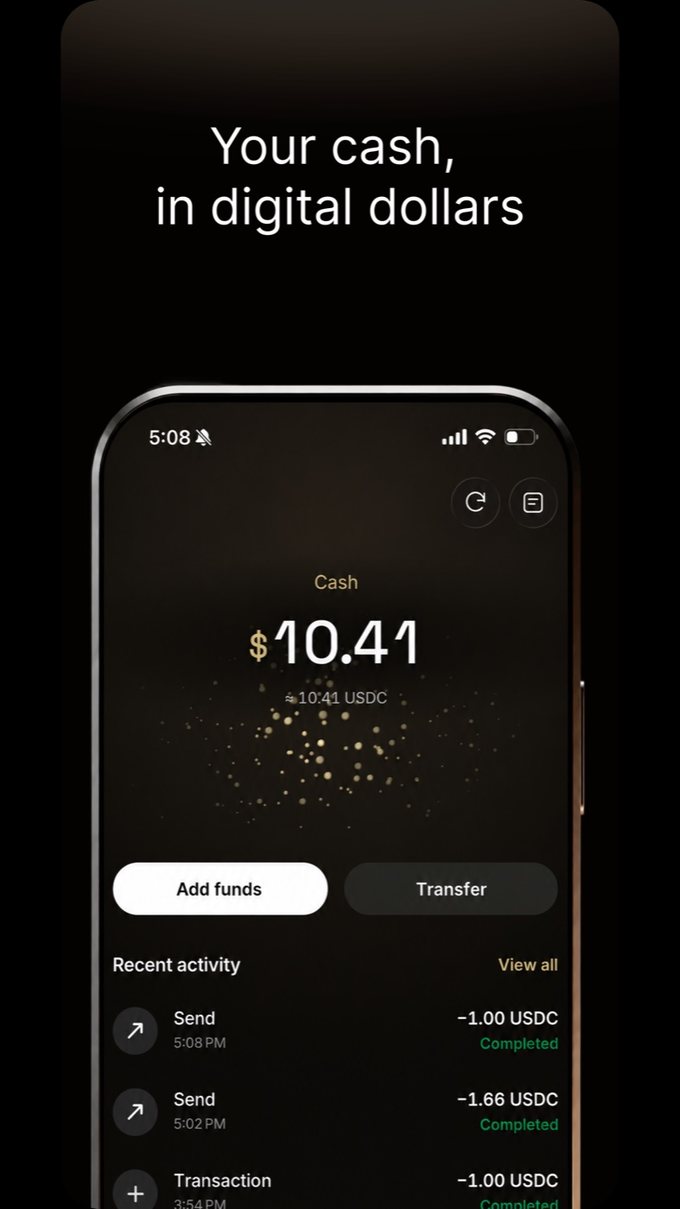 Your cash,
in digital dollars
5:08
Cash
$10.41
≈ 10.41 USDC
Add funds
Transfer
Recent activity
View all
Send
−1.00 USDC
5:08 PM
Completed
Send
−1.66 USDC
5:02 PM
Completed
Transaction
−1.00 USDC
3:54 PM
Completed